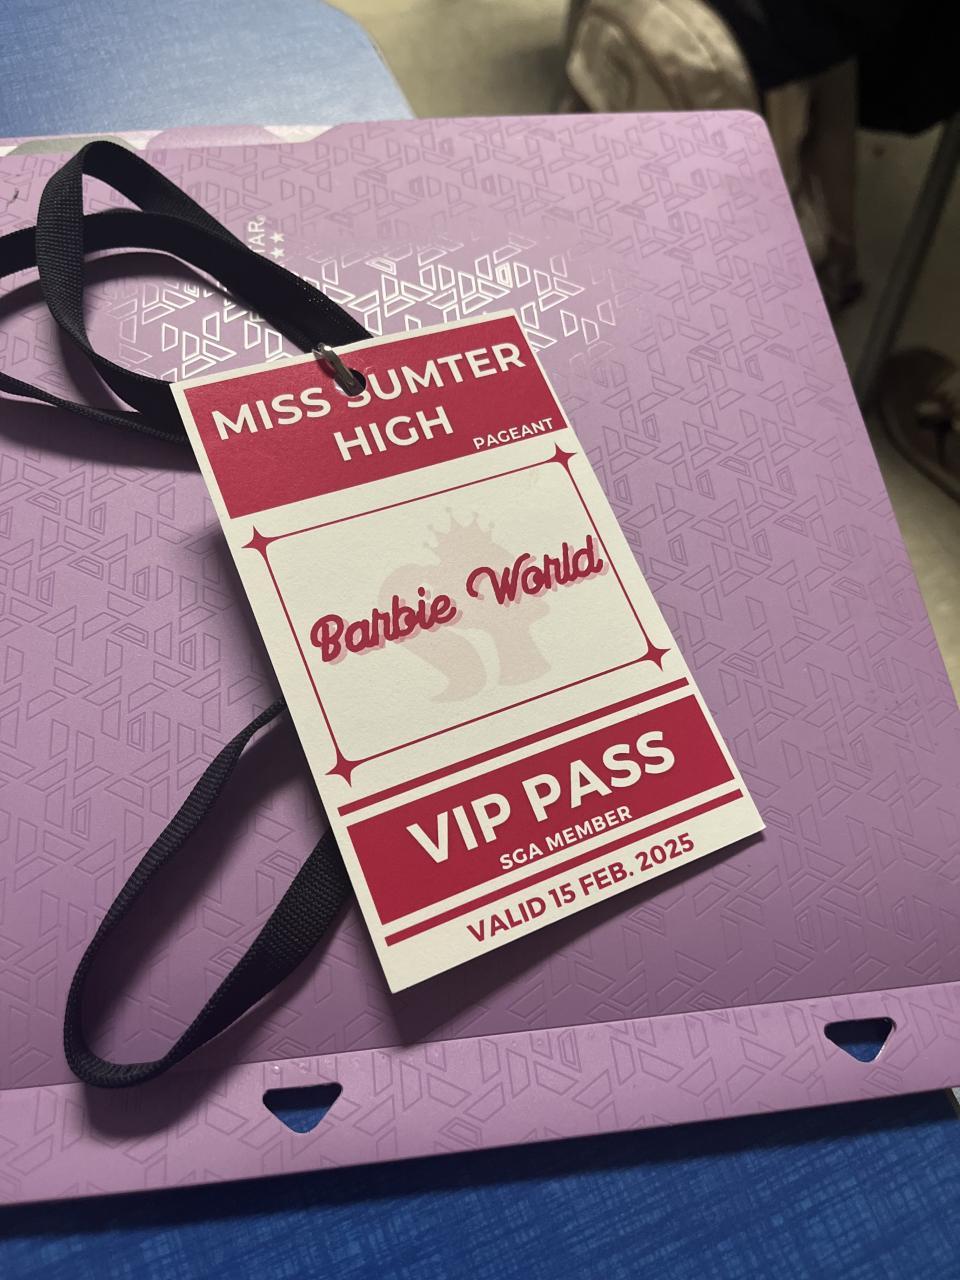 MISS SUMTER
HIGH
PAGEANT
Barbie World
VIP PASS
SGA MEMBER
VALID 15 FEB. 2025